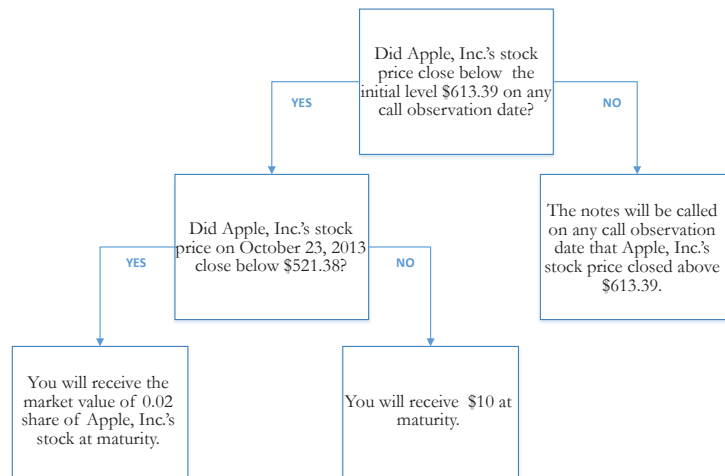 Did Apple, Inc.'s stock
price close below the
initial level $613.39 on any
call observation date?
YES
NO
Did Apple, Inc.'s stock
price on October 23, 2013
close below $521.38?
The notes will be called
on any call observation
date that Apple, Inc.'s
stock price closed above
$613.39.
YES
NO
You will receive the
market value of 0.02
share of Apple, Inc.'s
stock at maturity.
You will receive $10 at
maturity.